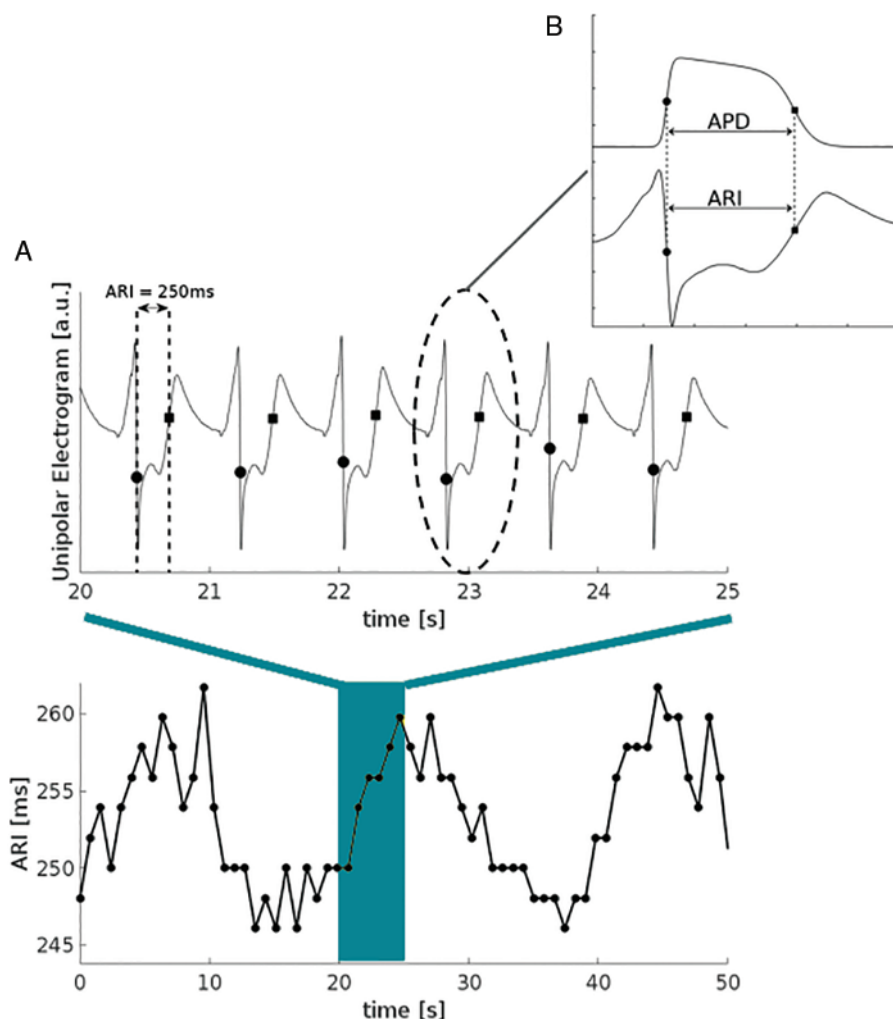 B
APD
ARI
A
ARI = 250ms
Unipolar Electrogram [a.u.]
20 21 22 23 24 25
time [s]
ARI [ms]
260
255
250
245
0 10 20 30 40 50
time [s]